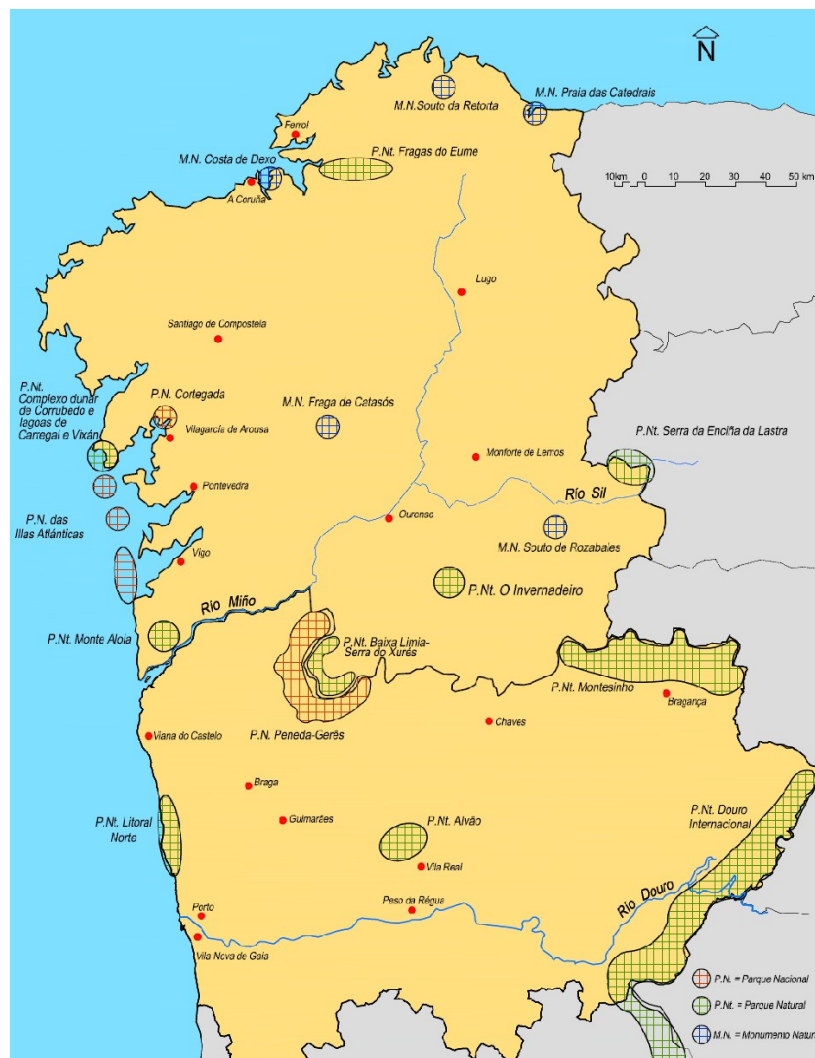 N
M.N. Praia das Catedrais
M.N.Souto da Retorta
Ferrol
M.N. Costa de Dexo
P.Nt. Fragas do Eume
A Coruña
10km 0 10 20 30 40 50 km
Lugo
Santiago de Compostela
P.Nt.
Complexo dunar
de Corrubedo e
lagoas de
Carregal e Vixán
P.N. Cortegada
M.N. Fraga de Catasós
Vilagarcía de Arousa
P.Nt. Serra da Enciña da Lastra
Monforte de Lemos
Pontevedra
Río Sil
P.N. das
Illas Atlánticas
Ourense
M.N. Souto de Rozabales
Vigo
P.Nt. O Invernadeiro
Río Miño
P.Nt. Monte Aloia
P.Nt. Baixa Limia-
Serra do Xurés
P.Nt. Montesinho
Bragança
Chaves
P.N. Peneda-Gerês
Viana do Castelo
Braga
P.Nt. Litoral
Norte
Guimarães
P.Nt. Alvão
P.Nt. Douro
Internacional
Vila Real
Río Douro
Porto
Peso da Régua
Vila Nova de Gaia
P.N. = Parque Nacional
P.Nt. = Parque Natural
M.N. = Monumento Natur